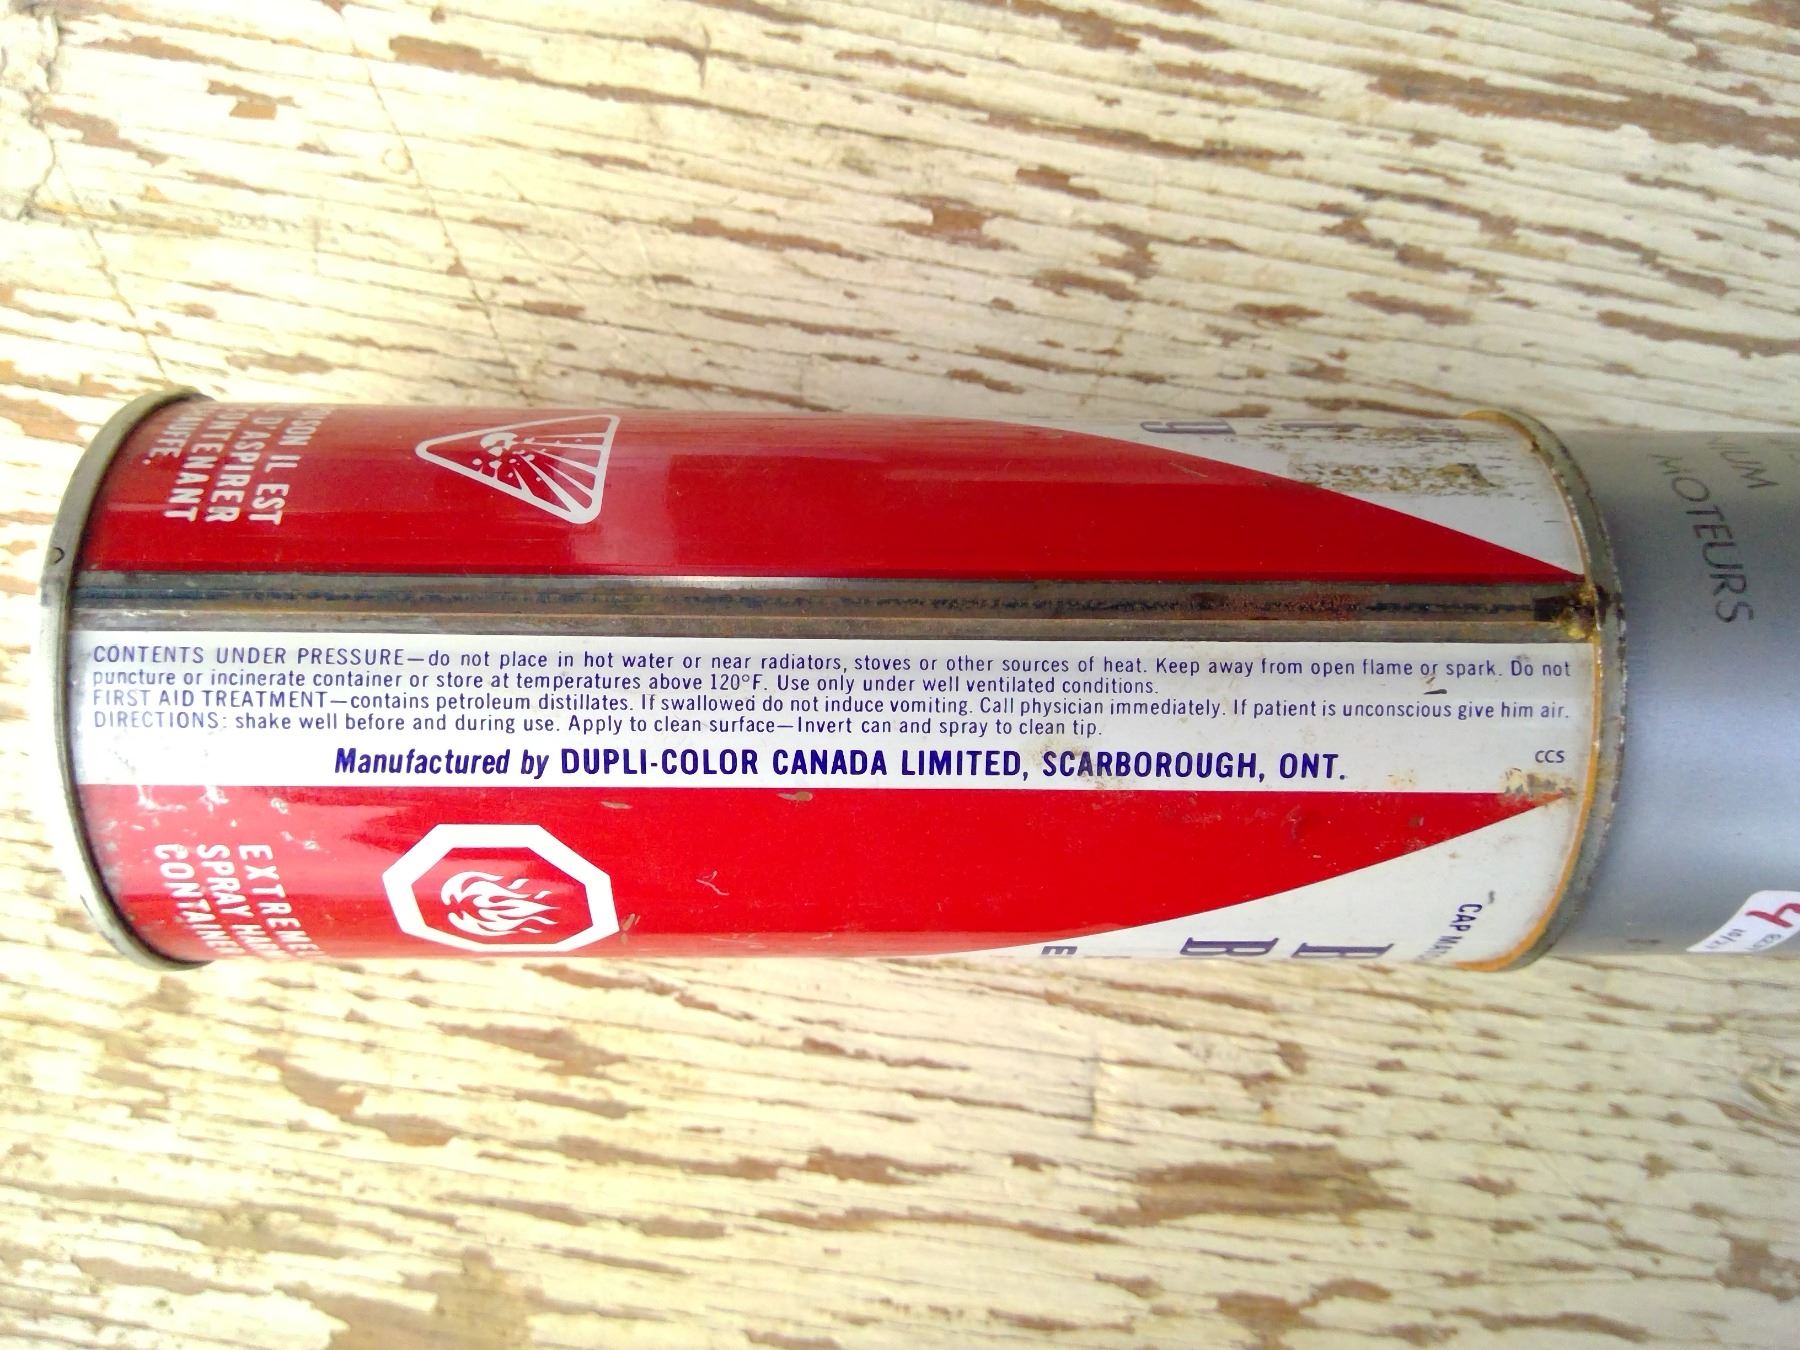 CONTENTS UNDER PRESSURE—do not place in hot water or near radiators, stoves or other sources of heat. Keep away from open flame or spark. Do not
puncture or incinerate container or store at temperatures above 120°F. Use only under well ventilated conditions.
FIRST AID TREATMENT—contains petroleum distillates. If swallowed do not induce vomiting. Call physician immediately. If patient is unconscious give him air.
DIRECTIONS: shake well before and during use. Apply to clean surface—Invert can and spray to clean tip.
Manufactured by DUPLI-COLOR CANADA LIMITED, SCARBOROUGH, ONT.
CCS
IL EST
D'ASPIRER
EXTREME
SPRAY
CONTAINE
CAP
B
E
MOTEURS
4